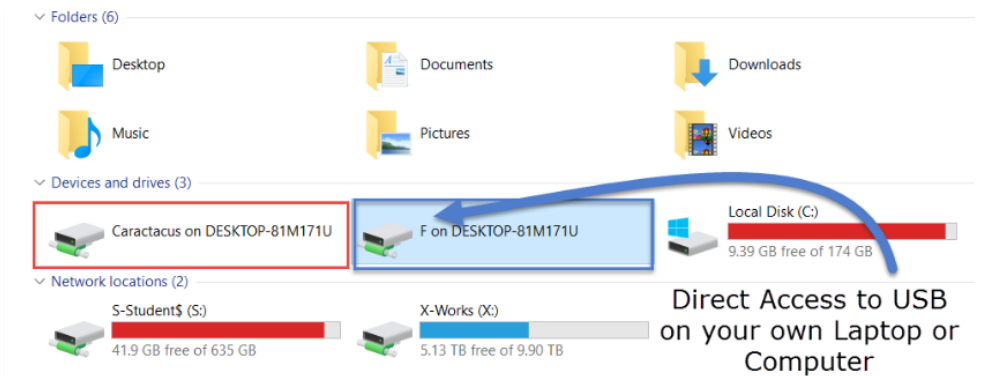 Folders (6)
Desktop
Documents
Downloads
Music
Pictures
Videos
Devices and drives (3)
Caractacus on DESKTOP-81M171U
F on DESKTOP-81M171U
Local Disk (C:)
9.39 GB free of 174 GB
Network locations (2)
S-Student$ (S:)
41.9 GB free of 635 GB
X-Works (X:)
5.13 TB free of 9.90 TB
Direct Access to USB
on your own Laptop or
Computer